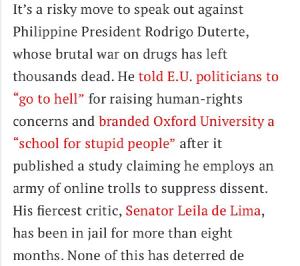 It’s a risky move to speak out against
Philippine President Rodrigo Duterte,
whose brutal war on drugs has left
thousands dead. He told E.U. politicians to
“go to hell” for raising human-rights
concerns and branded Oxford University a
“school for stupid people” after it
published a study claiming he employs an
army of online trolls to suppress dissent.
His fiercest critic, Senator Leila de Lima,
has been in jail for more than eight
months. None of this has deterred de